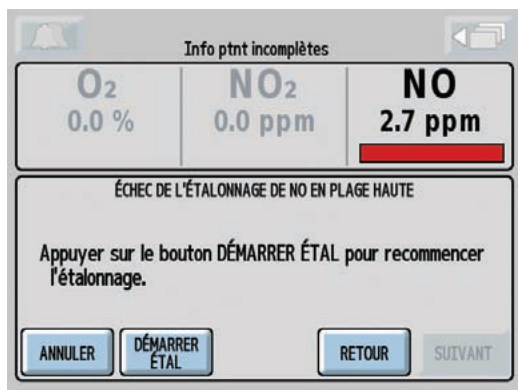 Info ptnt incomplètes
O₂ NO₂ NO
0.0 % 0.0 ppm 2.7 ppm
ÉCHEC DE L'ÉTALONNAGE DE NO EN PLAGE HAUTE
Appuyer sur le bouton DÉMARRER ÉTAL pour recommencer
l'étalonnage.
ANNULER DÉMARRER
ÉTAL RETOUR SUIVANT